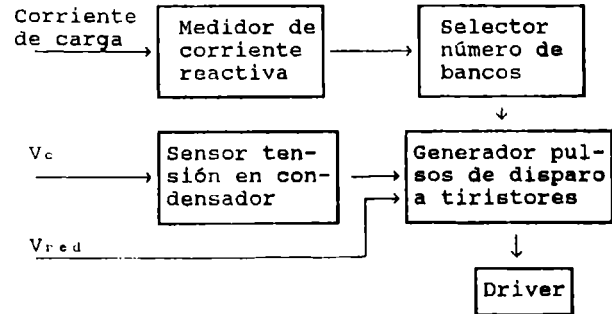 Corriente
de carga
Medidor de
corriente
reactiva
Selector
número de
bancos
Vc
Sensor ten-
sión en con-
densador
Generador pul-
sos de disparo
a tiristores
Vred
Driver